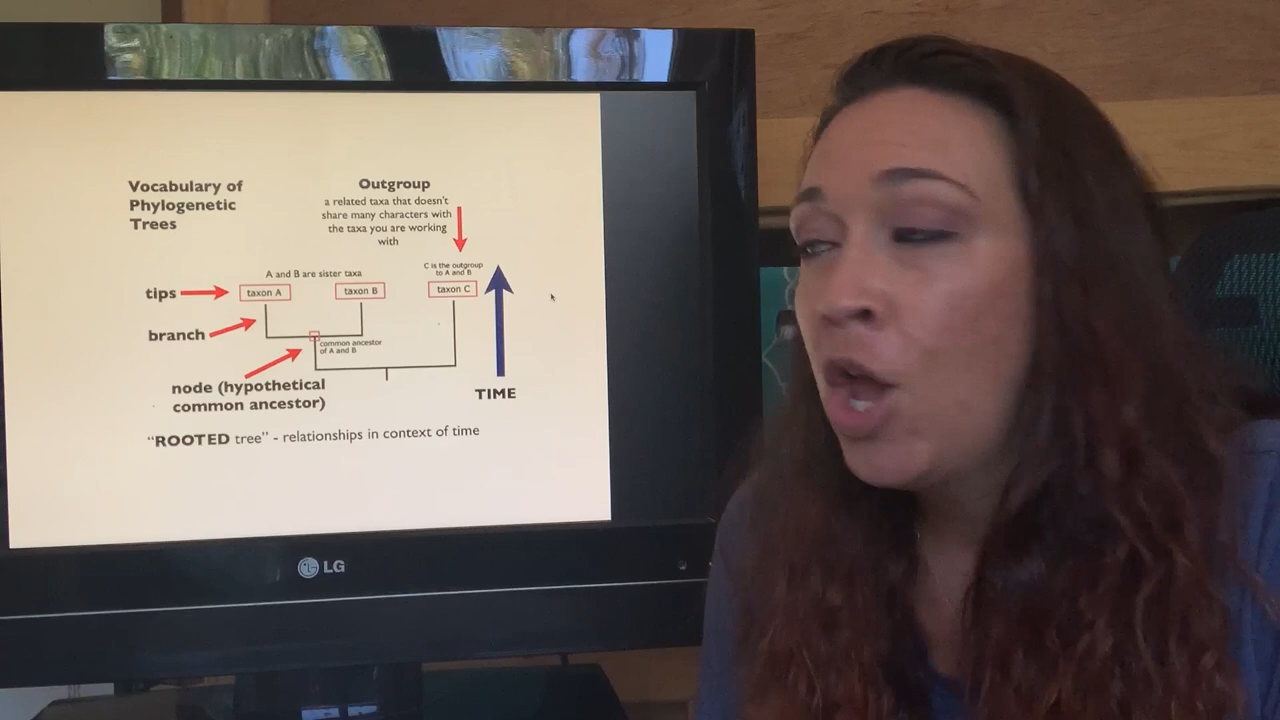 Vocabulary of
Phylogenetic
Trees
Outgroup
a related taxa that doesn't
share many characters with
the taxa you are working
with
A and B are sister taxa
C is the outgroup
to A and B
tips
taxon A
taxon B
taxon C
branch
common ancestor
of A and B
node (hypothetical
common ancestor)
TIME
"ROOTED tree" - relationships in context of time
LG